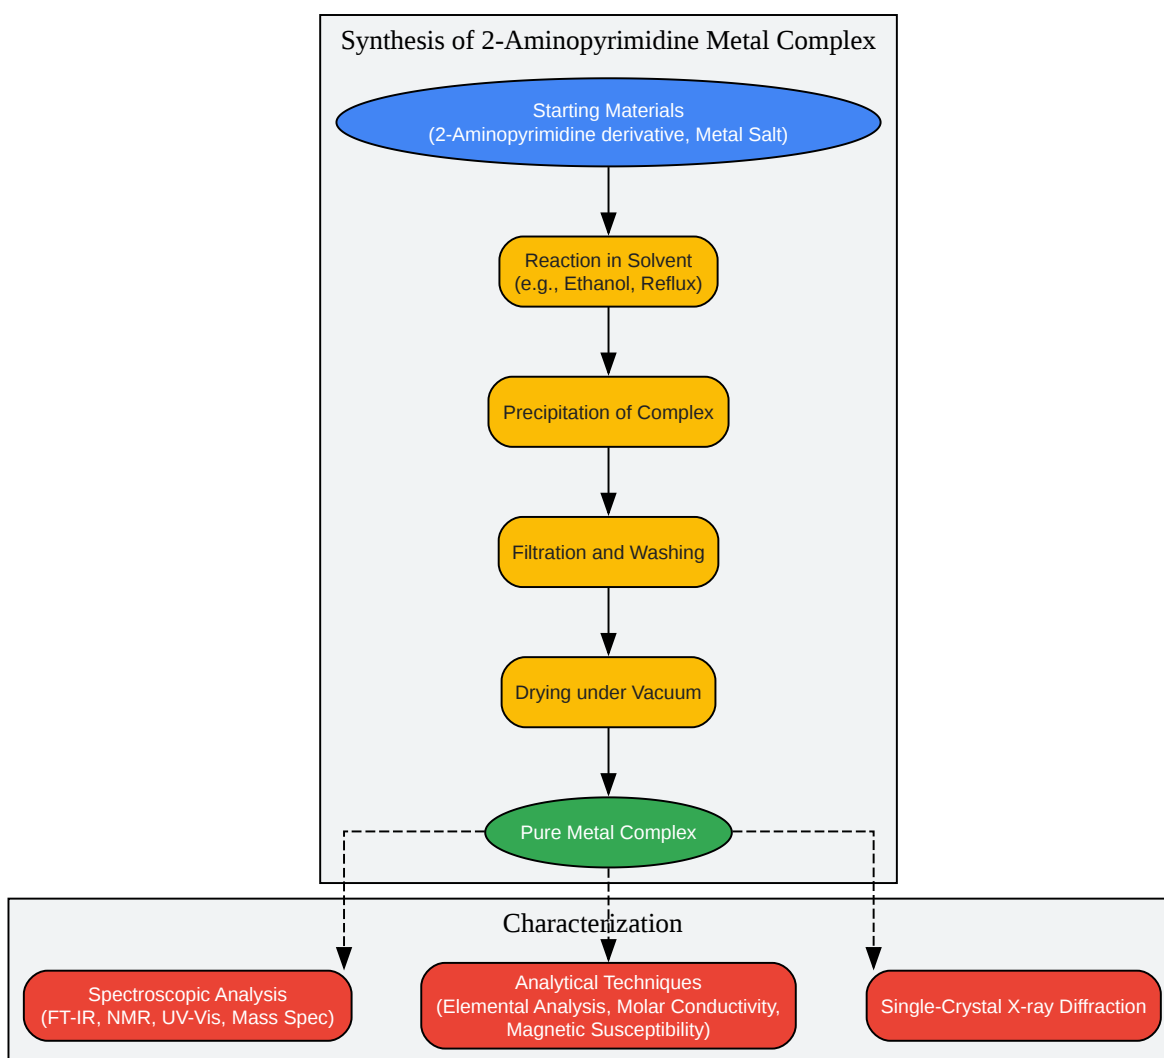 Synthesis of 2-Aminopyrimidine Metal Complex
Starting Materials
(2-Aminopyrimidine derivative, Metal Salt)
Reaction in Solvent
(e.g., Ethanol, Reflux)
Precipitation of Complex
Filtration and Washing
Drying under Vacuum
Pure Metal Complex
Characterization
Spectroscopic Analysis
(FT-IR, NMR, UV-Vis, Mass Spec)
Analytical Techniques
(Elemental Analysis, Molar Conductivity,
Magnetic Susceptibility)
Single-Crystal X-ray Diffraction